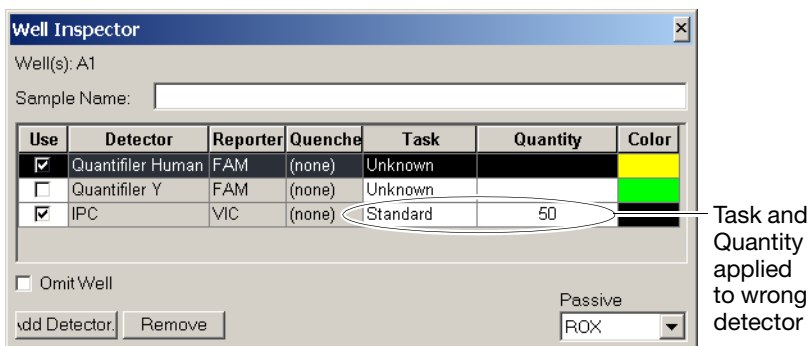 Well Inspector
Well(s): A1
Sample Name:
Use Detector Reporter Quenche Task Quantity Color
Quantifiler Human FAM (none) Unknown
Quantifiler Y FAM Unknown
IPC VIC (none) Standard 50
Omit Well
dd Detector. Remove
Passive
ROX
Task and
Quantity
applied
to wrong
detector